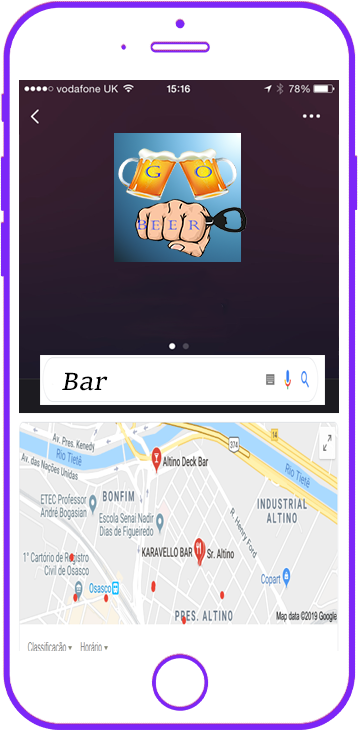 vodafone UK 15:16 78%
G O
BEER
Bar
Av. Pres. Kenedy
374
Rio Tietê
Av. das Nações Unidas
Altino Deck Bar
Rio Tietê
ETEC Professor
André Bogasian
BONFIM
INDUSTRIAL
ALTINO
Escola Senai Nadir
Dias de Figueiredo
R. Henry Ford
1° Cartório de Registro
Civil de Osasco
KARAVELLO BAR
Sr. Altino
Osasco
Copart
PRES. ALTINO
Map data ©2019 Google
Classificação ▾ Horário ▾